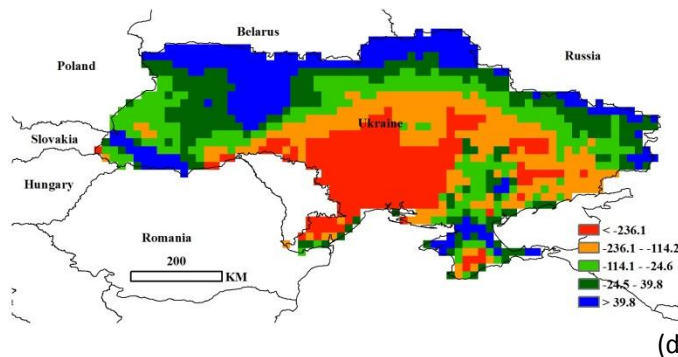 Belarus
Poland
Russia
Ukraine
Slovakia
Hungary
Romania
200
KM
< -236.1
-236.1 - -114.2
-114.1 - -24.6
-24.5 - 39.8
> 39.8
(d